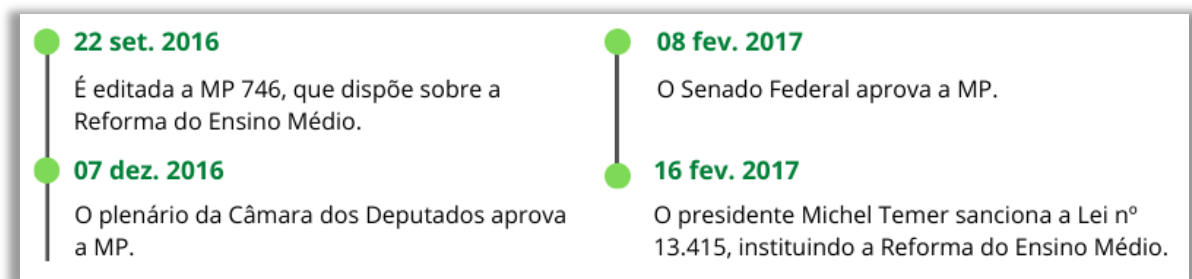 22 set. 2016
É editada a MP 746, que dispõe sobre a
Reforma do Ensino Médio.
07 dez. 2016
O plenário da Câmara dos Deputados aprova
a MP.
08 fev. 2017
O Senado Federal aprova a MP.
16 fev. 2017
O presidente Michel Temer sanciona a Lei nº
13.415, instituindo a Reforma do Ensino Médio.